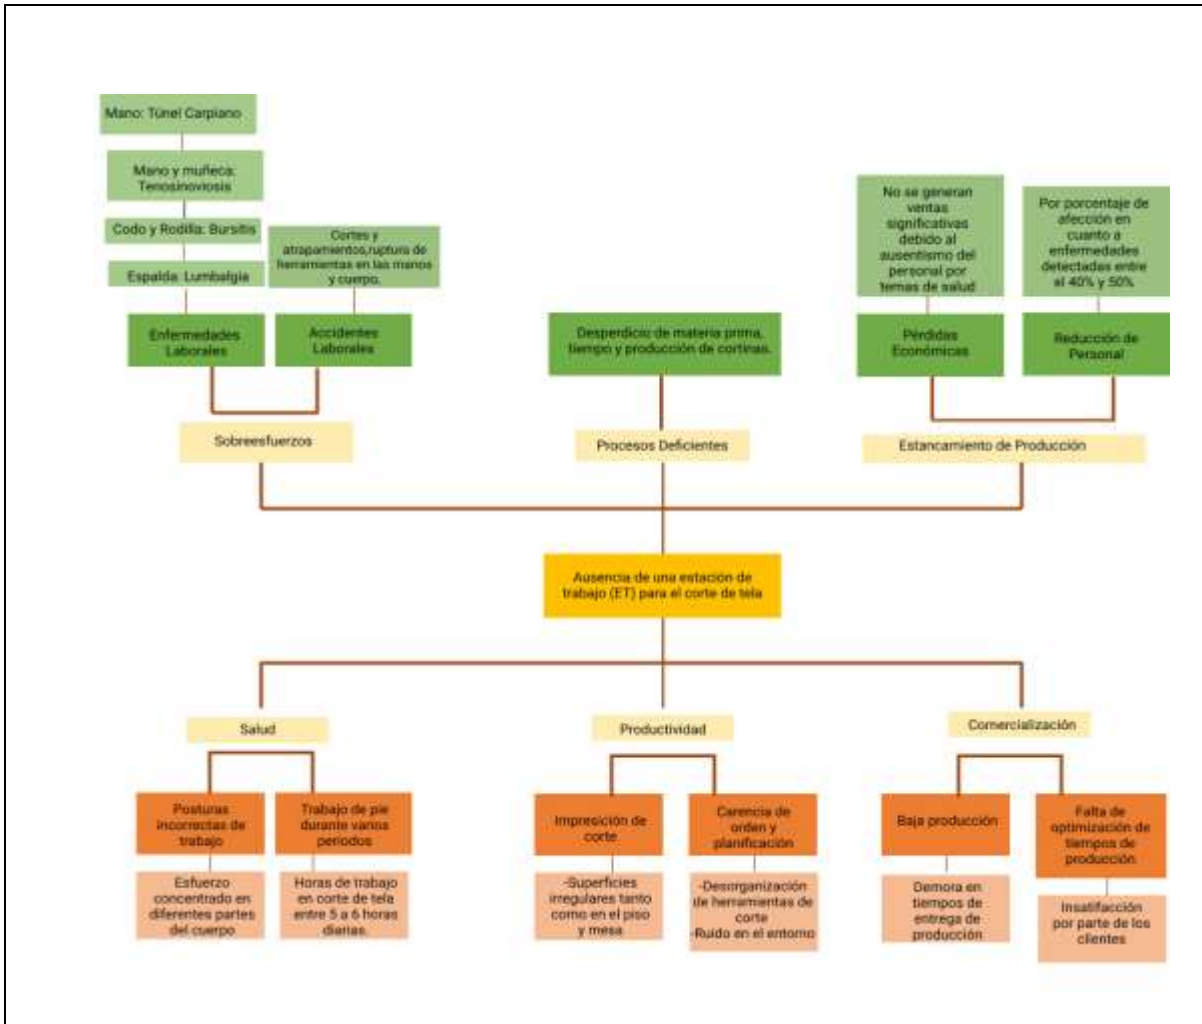 Mano: Túnel Carpiano
Mano y muñeca:
Tenosinoviosis
Codo y Rodilla: Bursitis
Espalda: Lumbalgia
Cortes y
atrapamientos,ruptura de
herramientas en las manos
y cuerpo.
No se generan
ventas
significativas
debido al
ausentismo del
personal por
temas de salud
Por porcentaje de
afección en
cuanto a
enfermedades
detectadas entre
el 40% y 50%
Enfermedades
Laborales
Accidentes
Laborales
Desperdicio de materia prima,
tiempo y producción de cortinas.
Pérdidas
Económicas
Reducción de
Personal
Sobreesfuerzos
Procesos Deficientes
Estancamiento de Producción
Ausencia de una estación de
trabajo (ET) para el corte de tela
Salud
Productividad
Comercialización
Posturas
incorrectas de
trabajo
Trabajo de pie
durante varios
periodos
Impresición de
corte
Carencia de
orden y
planificación
Baja producción
Falta de
optimización de
tiempos de
producción
Esfuerzo
concentrado en
diferentes partes
del cuerpo
Horas de trabajo
en corte de tela
entre 5 a 6 horas
diarias.
-Superficies
irregulares tanto
como en el piso
y mesa
-Desorganización
de herramientas de
corte
-Ruido en el entorno
Demora en
tiempos de
entrega de
producción
Insatifacción
por parte de los
clientes